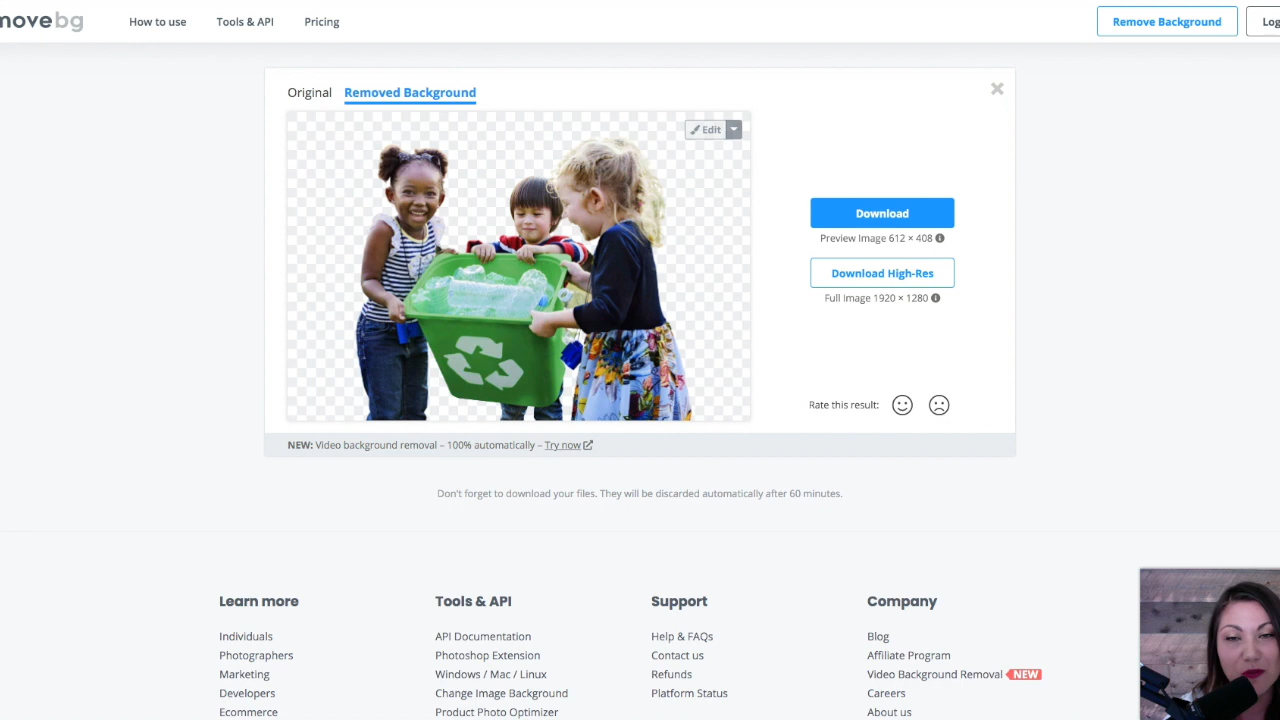 movebg
How to use
Tools & API
Pricing
Remove Background
Log
Original
Removed Background
Edit
Download
Preview Image 612 × 408
Download High-Res
Full Image 1920 × 1280
Rate this result:
NEW: Video background removal – 100% automatically – Try now
Don't forget to download your files. They will be discarded automatically after 60 minutes.
Learn more
Individuals
Photographers
Marketing
Developers
Ecommerce
Tools & API
API Documentation
Photoshop Extension
Windows / Mac / Linux
Change Image Background
Product Photo Optimizer
Support
Help & FAQs
Contact us
Refunds
Platform Status
Company
Blog
Affiliate Program
Video Background Removal NEW
Careers
About us